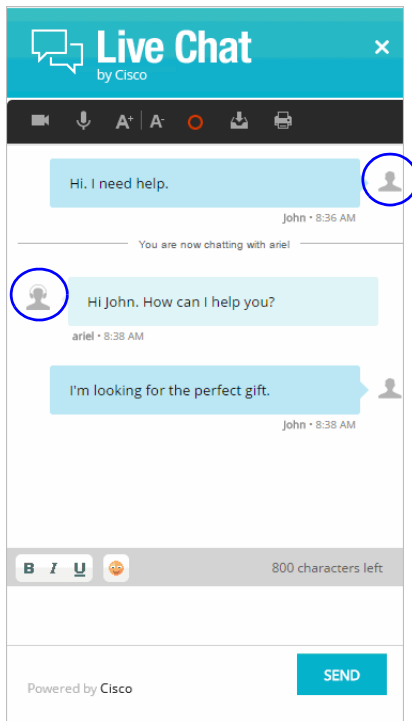 Live Chat
by Cisco
×
A+ A-
Hi. I need help.
John • 8:36 AM
You are now chatting with ariel
Hi John. How can I help you?
ariel • 8:38 AM
I'm looking for the perfect gift.
John • 8:38 AM
B I U 800 characters left
SEND
Powered by Cisco